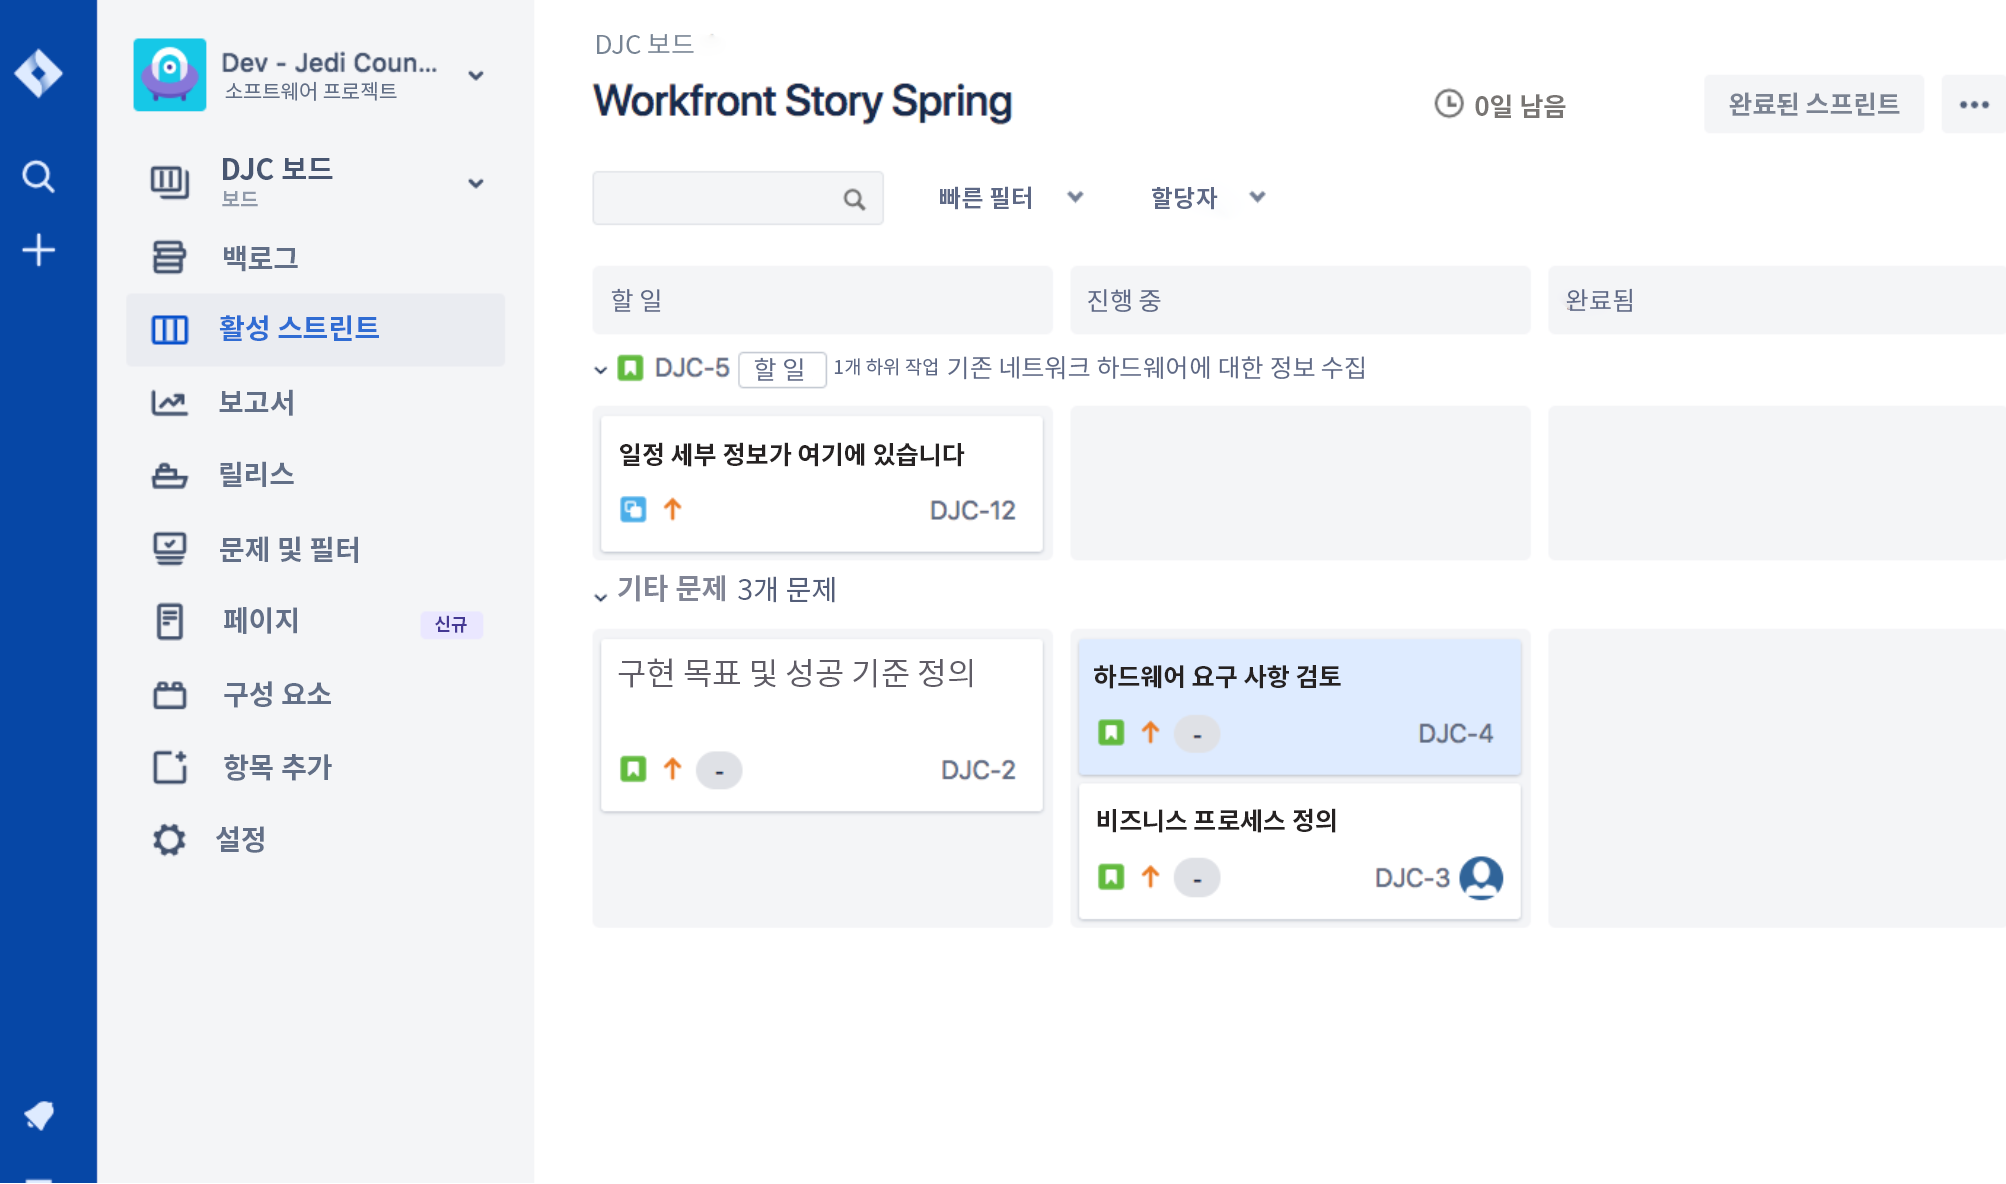 Dev - Jedi Coun...
소프트웨어 프로젝트
DJC 보드
보드
백로그
활성 스트린트
보고서
릴리스
문제 및 필터
페이지
신규
구성 요소
항목 추가
설정
DJC 보드
Workfront Story Spring
0일 남음
완료된 스프린트
빠른 필터
할당자
할 일
진행 중
완료됨
DJC-5 할 일 1개 하위 작업 기존 네트워크 하드웨어에 대한 정보 수집
일정 세부 정보가 여기에 있습니다
DJC-12
기타 문제 3개 문제
구현 목표 및 성공 기준 정의
- DJC-2
하드웨어 요구 사항 검토
- DJC-4
비즈니스 프로세스 정의
- DJC-3